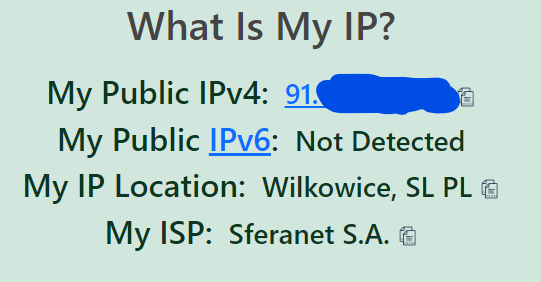 What Is My IP?
My Public IPv4: 91.
My Public IPv6: Not Detected
My IP Location: Wilkowice, SL PL
My ISP: Sferanet S.A.